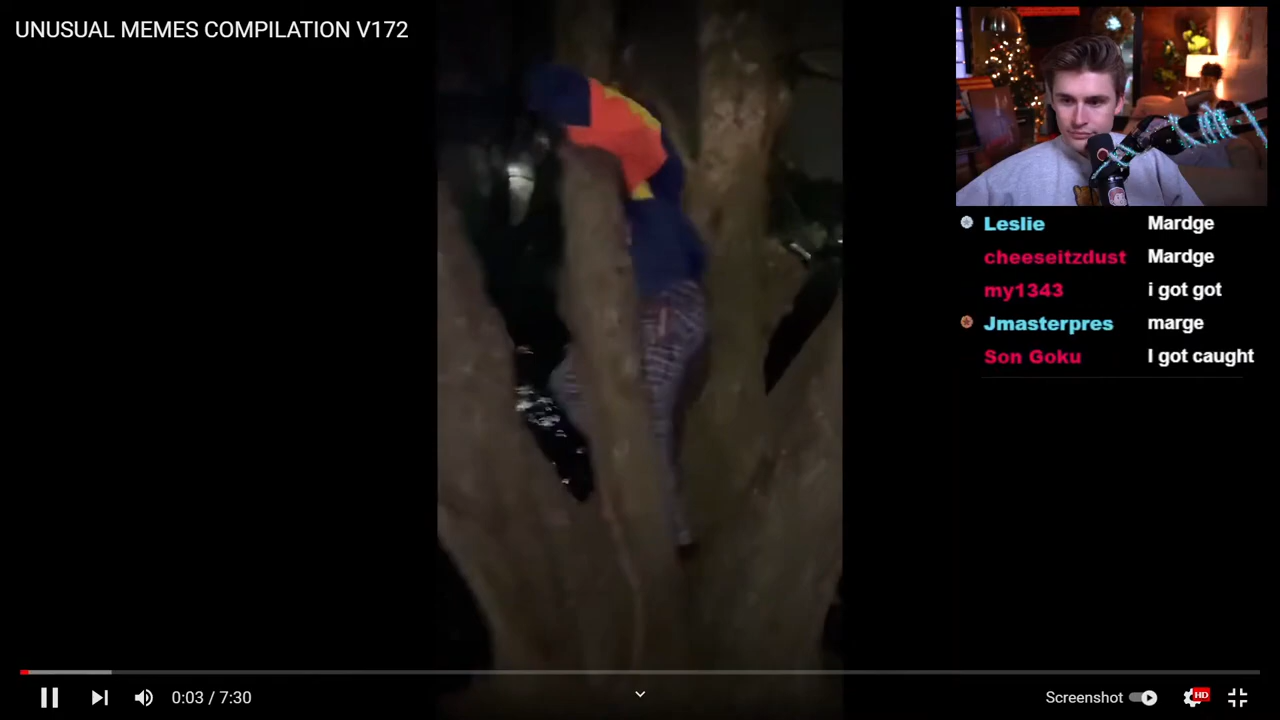 UNUSUAL MEMES COMPILATION V172
Leslie Mardge
cheeseitzdust Mardge
my1343 i got got
Jmasterpres marge
Son Goku I got caught
0:03 / 7:30
Screenshot
HD